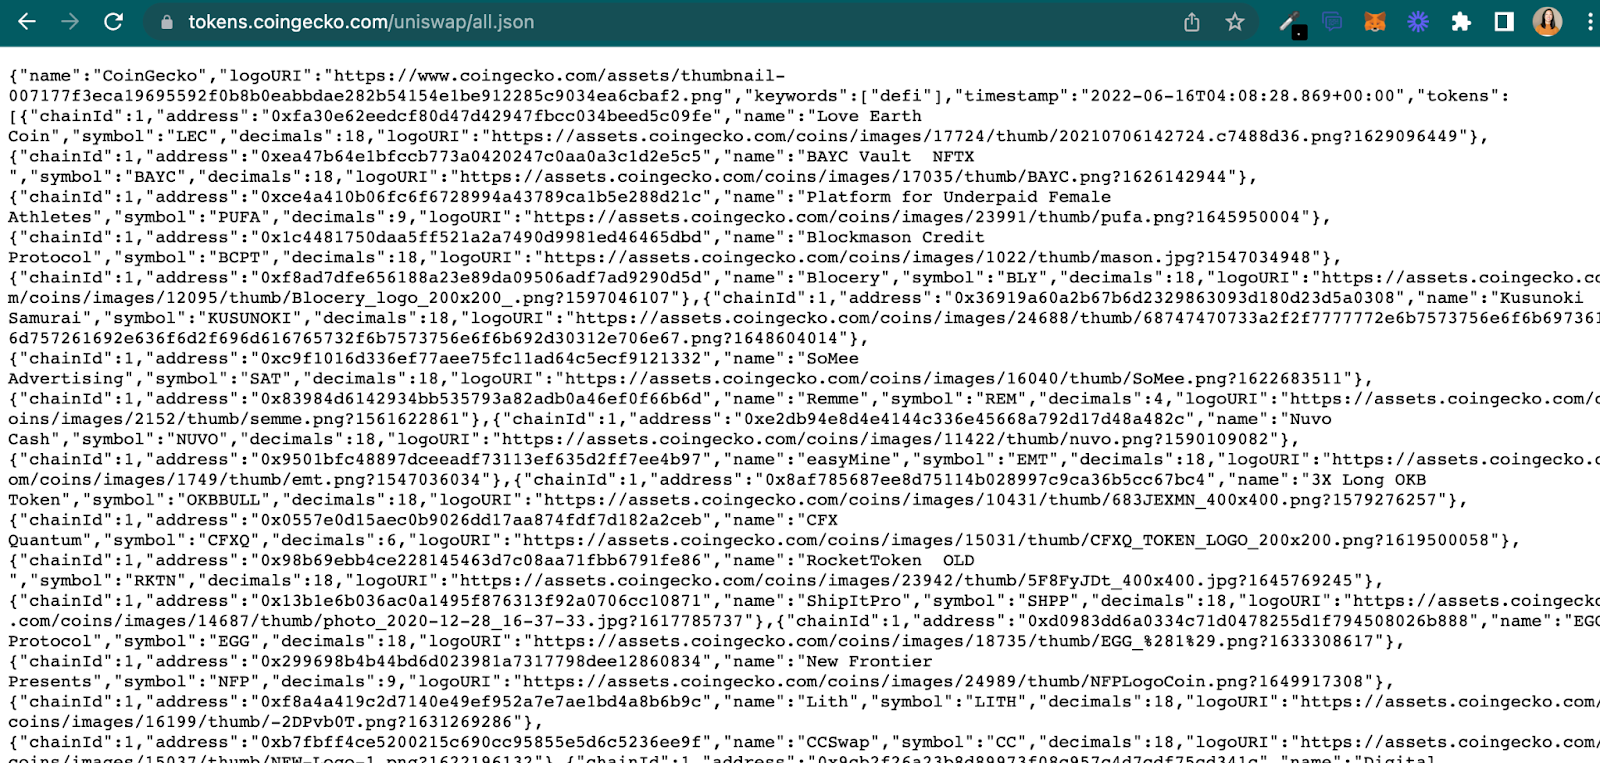 tokens.coingecko.com/uniswap/all.json
{"name":"CoinGecko","logoURI":"https://www.coingecko.com/assets/thumbnail-
007177f3eca19695592f0b8b0eabbdae282b54154e1be912285c9034ea6cbaf2.png","keywords":["defi"],"timestamp":"2022-06-16T04:08:28.869+00:00","tokens":
[{"chainId":1,"address":"0xfa30e62eedcf80d47d42947fbcc034beed5c09fe","name":"Love Earth
Coin","symbol":"LEC","decimals":18,"logoURI":"https://assets.coingecko.com/coins/images/17724/thumb/20210706142724.c7488d36.png?1629096449"},
{"chainId":1,"address":"0xea47b64e1bfccb773a0420247c0aa0a3c1d2e5c5","name":"BAYC Vault  NFTX
","symbol":"BAYC","decimals":18,"logoURI":"https://assets.coingecko.com/coins/images/17035/thumb/BAYC.png?1626142944"},
{"chainId":1,"address":"0xce4a410b06fc6f6728994a43789ca1b5e288d21c","name":"Platform for Underpaid Female
Athletes","symbol":"PUFA","decimals":9,"logoURI":"https://assets.coingecko.com/coins/images/23991/thumb/pufa.png?1645950004"},
{"chainId":1,"address":"0x1c4481750daa5ff521a2a7490d9981ed46465dbd","name":"Blockmason Credit
Protocol","symbol":"BCPT","decimals":18,"logoURI":"https://assets.coingecko.com/coins/images/1022/thumb/mason.jpg?1547034948"},
{"chainId":1,"address":"0xf8ad7dfe656188a23e89da09506adf7ad9290d5d","name":"Blocery","symbol":"BLY","decimals":18,"logoURI":"https://assets.coingecko.co
m/coins/images/12095/thumb/Blocery_logo_200x200_.png?1597046107"},{"chainId":1,"address":"0x36919a60a2b67b6d2329863093d180d23d5a0308","name":"Kusunoki
Samurai","symbol":"KUSUNOKI","decimals":18,"logoURI":"https://assets.coingecko.com/coins/images/24688/thumb/68747470733a2f2f7777772e6b7573756e6f6b697361
6d757261692e636f6d2f696d616765732f6b7573756e6f6b692d30312e706e67.png?1648604014"},
{"chainId":1,"address":"0xc9f1016d336ef77aee75fc11ad64c5ecf9121332","name":"SoMee
Advertising","symbol":"SAT","decimals":18,"logoURI":"https://assets.coingecko.com/coins/images/16040/thumb/SoMee.png?1622683511"},
{"chainId":1,"address":"0x83984d6142934bb535793a82adb0a46ef0f66b6d","name":"Remme","symbol":"REM","decimals":4,"logoURI":"https://assets.coingecko.com/c
oins/images/2152/thumb/semme.png?1561622861"},{"chainId":1,"address":"0xe2db94e8d4e4144c336e45668a792d17d48a482c","name":"Nuvo
Cash","symbol":"NUVO","decimals":18,"logoURI":"https://assets.coingecko.com/coins/images/11422/thumb/nuvo.png?1590109082"},
{"chainId":1,"address":"0x9501bfc48897dceeadf73113ef635d2ff7ee4b97","name":"easyMine","symbol":"EMT","decimals":18,"logoURI":"https://assets.coingecko.c
om/coins/images/1749/thumb/emt.png?1547036034"},{"chainId":1,"address":"0x8af785687ee8d75114b028997c9ca36b5cc67bc4","name":"3X Long OKB
Token","symbol":"OKBBULL","decimals":18,"logoURI":"https://assets.coingecko.com/coins/images/10431/thumb/683JEXMN_400x400.png?1579276257"},
{"chainId":1,"address":"0x0557e0d15aec0b9026dd17aa874fdf7d182a2ceb","name":"CFX
Quantum","symbol":"CFXQ","decimals":6,"logoURI":"https://assets.coingecko.com/coins/images/15031/thumb/CFXQ_TOKEN_LOGO_200x200.png?1619500058"},
{"chainId":1,"address":"0x98b69ebb4ce228145463d7c08aa71fbb6791fe86","name":"RocketToken  OLD
","symbol":"RKTN","decimals":18,"logoURI":"https://assets.coingecko.com/coins/images/23942/thumb/5F8FyJDt_400x400.jpg?1645769245"},
{"chainId":1,"address":"0x13b1e6b036ac0a1495f876313f92a0706cc10871","name":"ShipItPro","symbol":"SHPP","decimals":18,"logoURI":"https://assets.coingecko
.com/coins/images/14687/thumb/photo_2020-12-28_16-37-33.jpg?1617785737"},{"chainId":1,"address":"0xd0983dd6a0334c71d0478255d1f794508026b888","name":"EGG
Protocol","symbol":"EGG","decimals":18,"logoURI":"https://assets.coingecko.com/coins/images/18735/thumb/EGG_%281%29.png?1633308617"},
{"chainId":1,"address":"0x299698b4b44bd6d023981a7317798dee12860834","name":"New Frontier
Presents","symbol":"NFP","decimals":9,"logoURI":"https://assets.coingecko.com/coins/images/24989/thumb/NFPLogoCoin.png?1649917308"},
{"chainId":1,"address":"0xf8a4a419c2d7140e49ef952a7e7ae1bd4a8b6b9c","name":"Lith","symbol":"LITH","decimals":18,"logoURI":"https://assets.coingecko.com/
coins/images/16199/thumb/-2DPvb0T.png?1631269286"},
{"chainId":1,"address":"0xb7fbff4ce5200215c690cc95855e5d6c5236ee9f","name":"CCSwap","symbol":"CC","decimals":18,"logoURI":"https://assets.coingecko.com/
coins/images/15037/thumb/NEW-Logo-1.png?1622196132"},{"chainId":1,"address":"0x9cb2f26a23b8d89973f08c957c4d7cdf75cd341c","name":"Digital